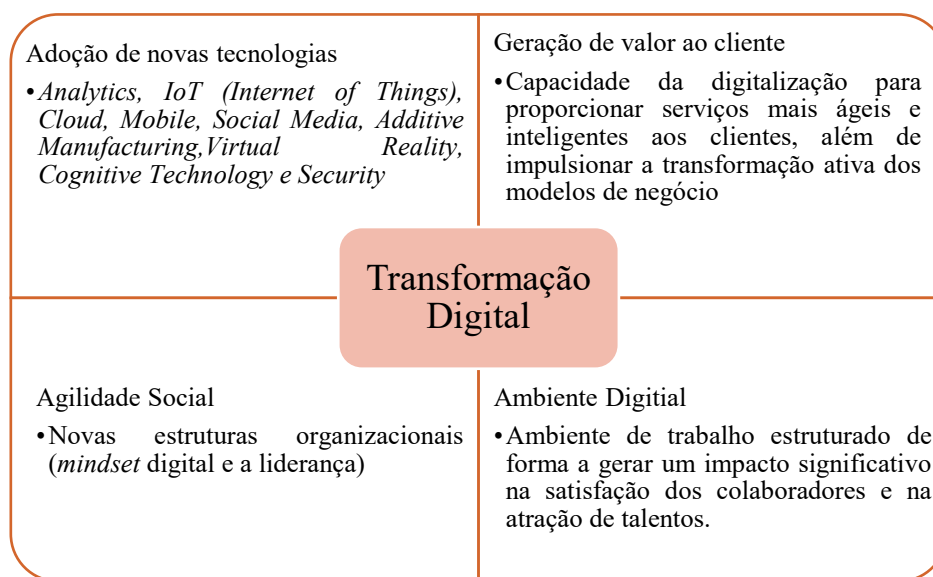 Adoção de novas tecnologias
•Analytics, IoT (Internet of Things),
Cloud, Mobile, Social Media, Additive
Manufacturing,Virtual Reality,
Cognitive Technology e Security
Geração de valor ao cliente
•Capacidade da digitalização para
proporcionar serviços mais ágeis e
inteligentes aos clientes, além de
impulsionar a transformação ativa dos
modelos de negócio
Transformação
Digital
Agilidade Social
•Novas estruturas organizacionais
(mindset digital e a liderança)
Ambiente Digitial
•Ambiente de trabalho estruturado de
forma a gerar um impacto significativo
na satisfação dos colaboradores e na
atração de talentos.